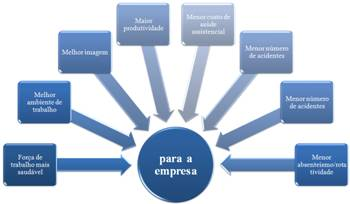 Força de
trabalho mais
saudável
Melhor
ambiente de
trabalho
Melhor imagem
Maior
produtividade
Menor custo de
saúde
assistencial
Menor número
de acidentes
Menor número
de acidentes
Menor
absenteísmo/rota
tividade
para a
empresa